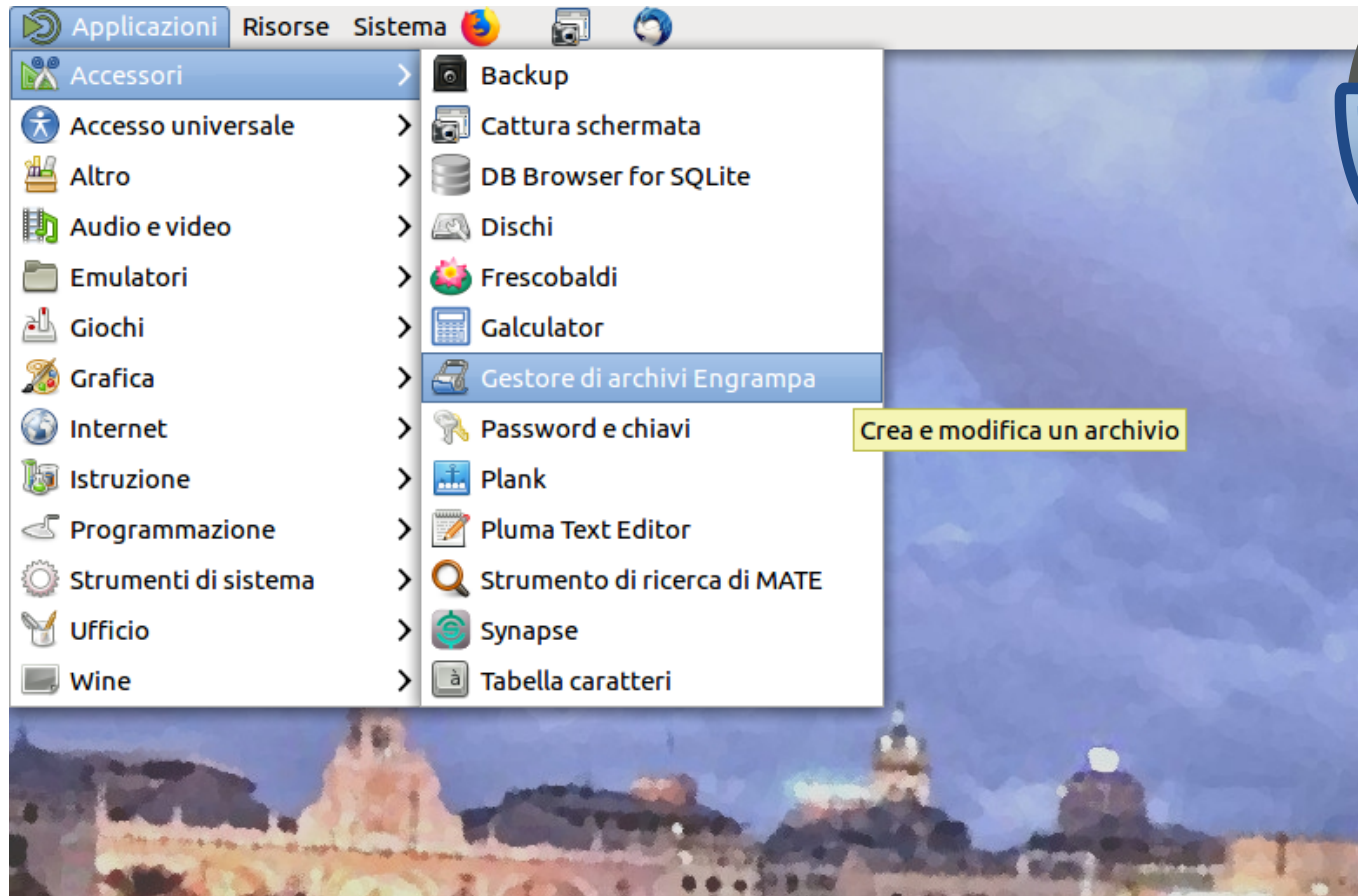 Applicazioni Risorse Sistema
Accessori
Accesso universale
Altro
Audio e video
Emulatori
Giochi
Grafica
Internet
Istruzione
Programmazione
Strumenti di sistema
Ufficio
Wine
Backup
Cattura schermata
DB Browser for SQLite
Dischi
Frescobaldi
Galculator
Gestore di archivi Engrampa
Password e chiavi
Plank
Pluma Text Editor
Strumento di ricerca di MATE
Synapse
Tabella caratteri
Crea e modifica un archivio